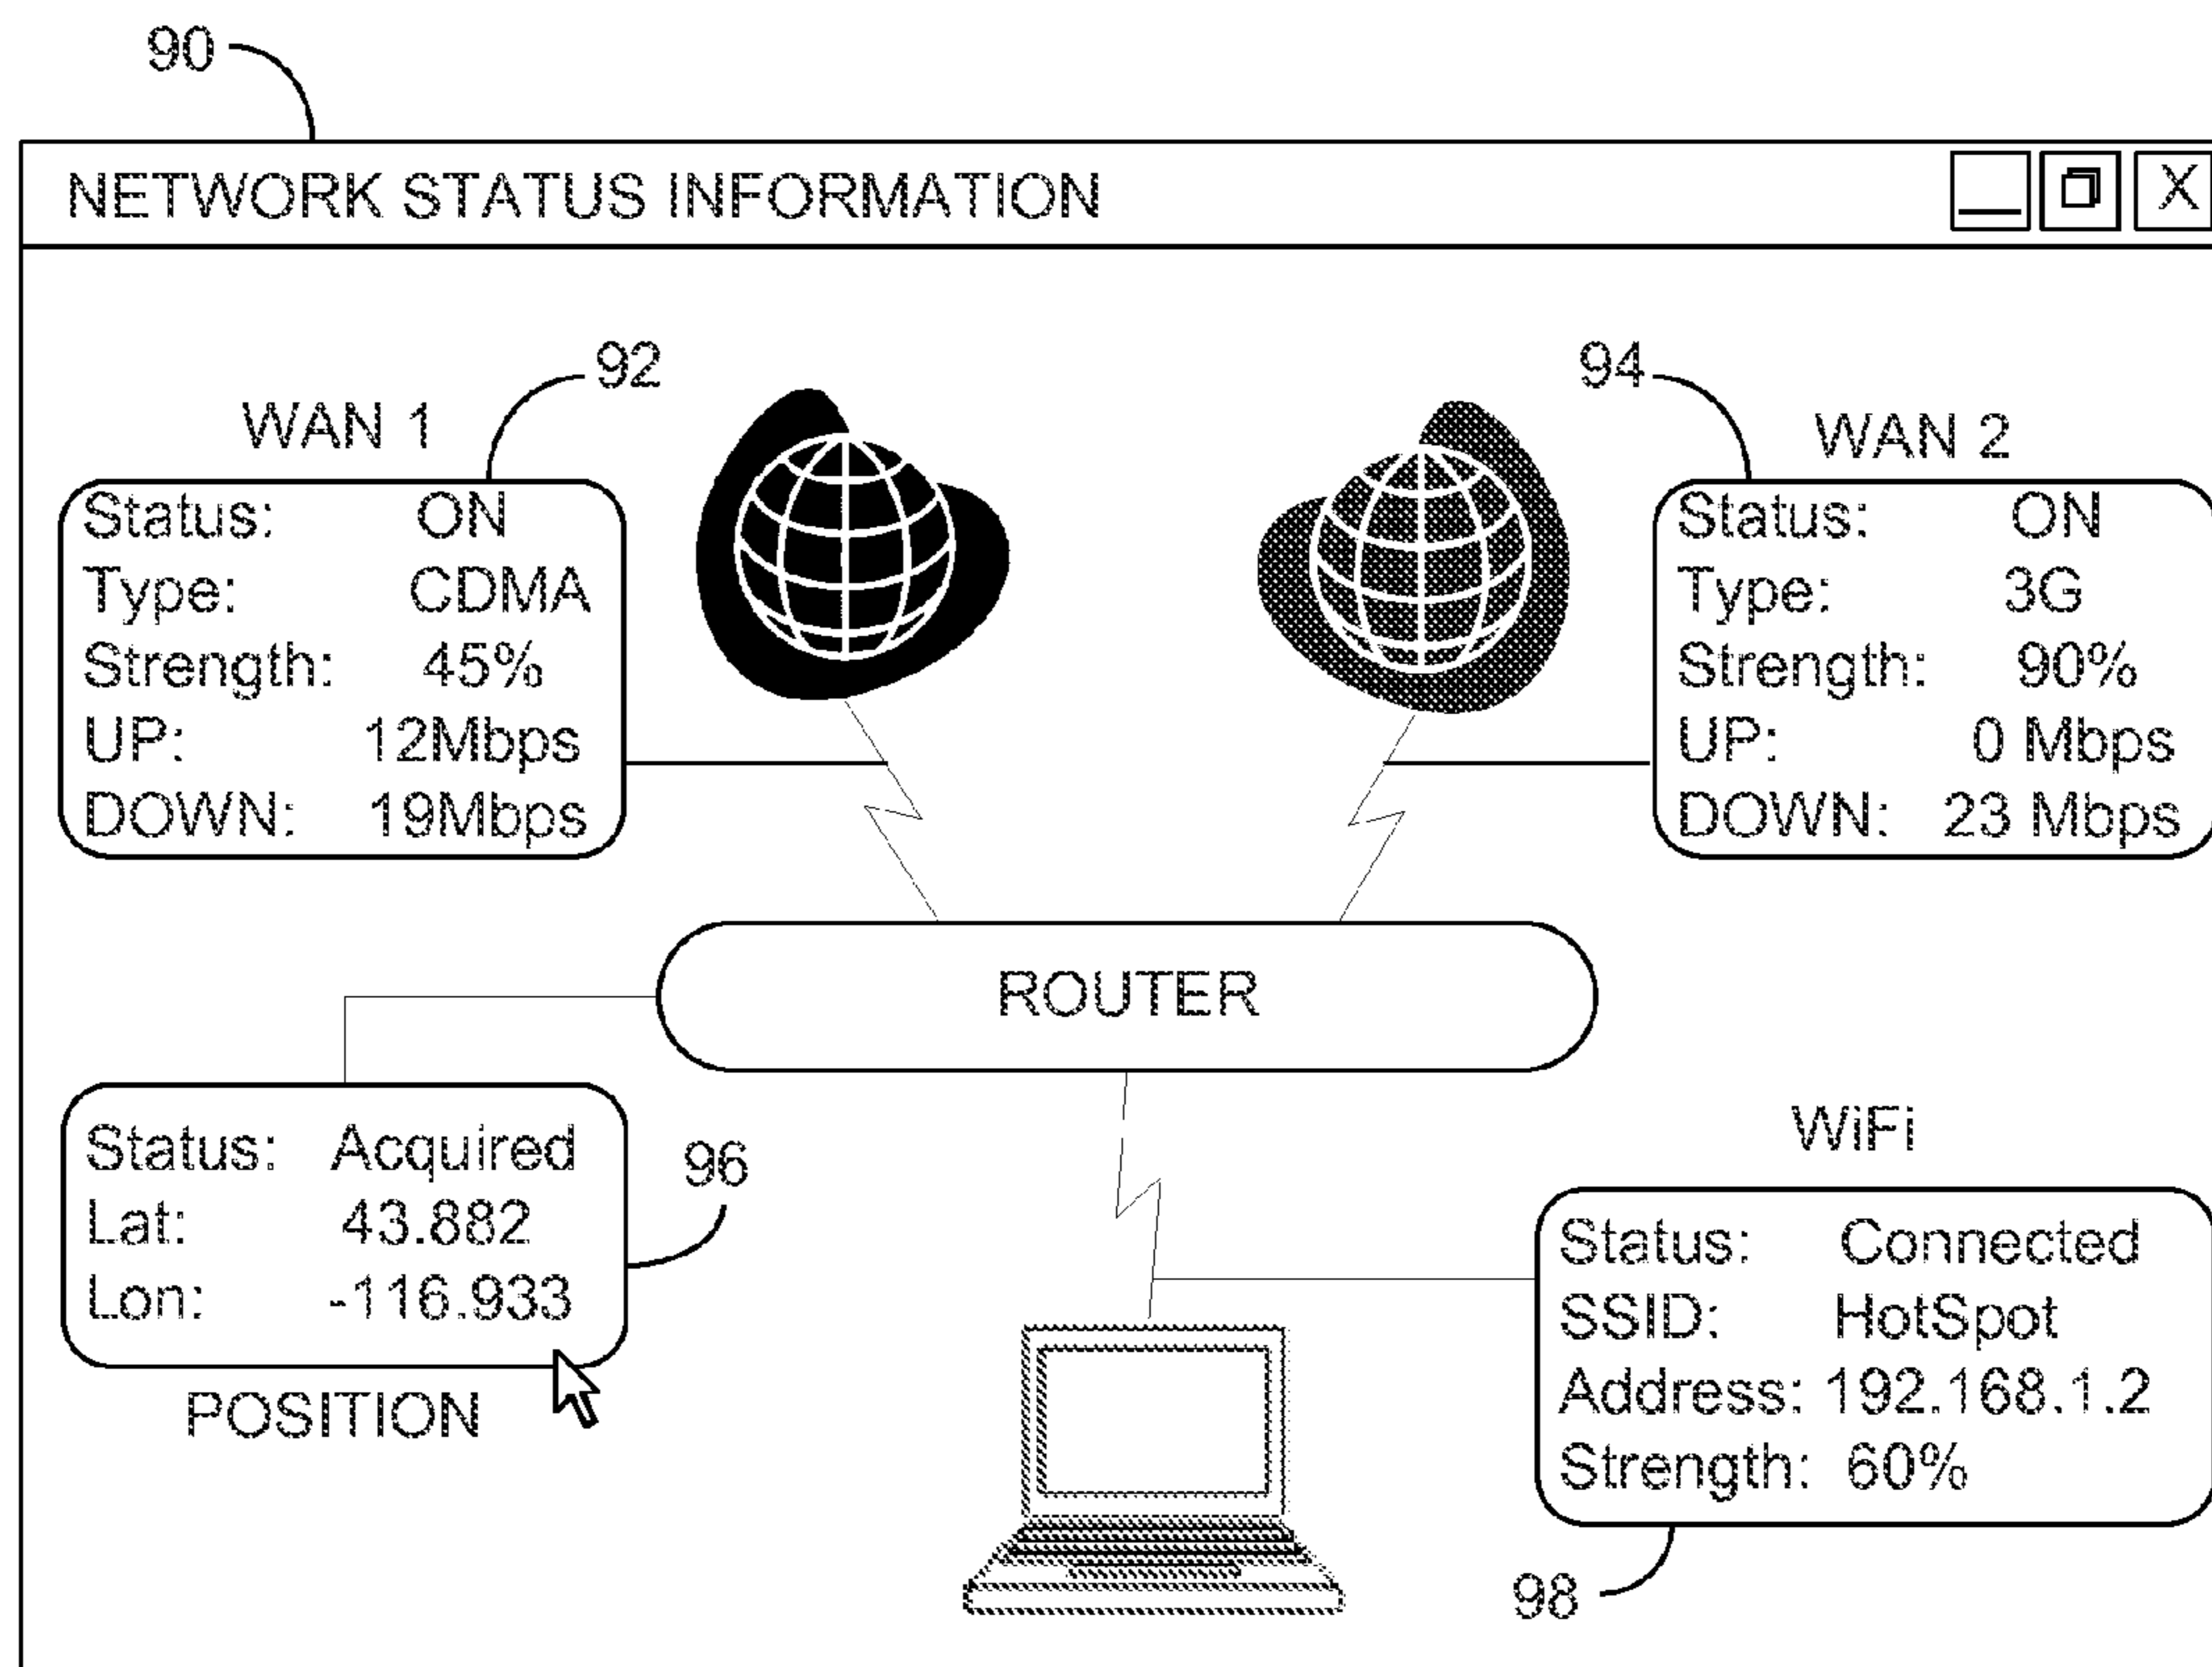 90
NETWORK STATUS INFORMATION
X
92
94
WAN 1
WAN 2
Status: ON
Type: CDMA
Strength: 45%
UP: 12Mbps
DOWN: 19Mbps
Status: ON
Type: 3G
Strength: 90%
UP: 0 Mbps
DOWN: 23 Mbps
ROUTER
Status: Acquired
Lat: 43.882
Lon: -116.933
96
POSITION
WiFi
Status: Connected
SSID: HotSpot
Address: 192.168.1.2
Strength: 60%
98